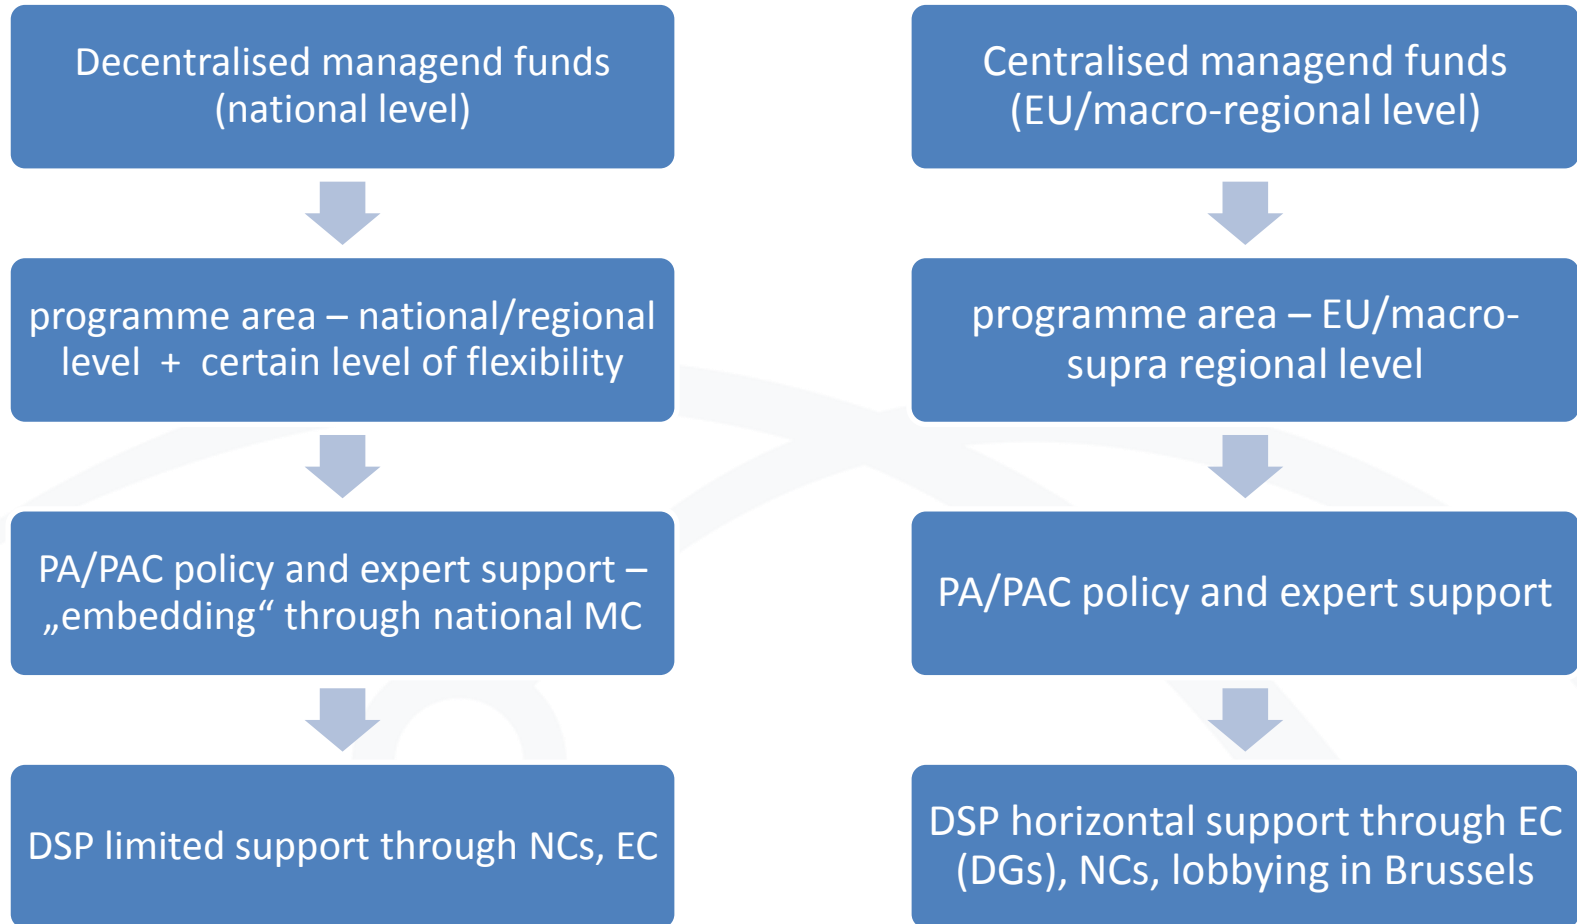 Decentralised managend funds
(national level)
programme area – national/regional
level + certain level of flexibility
PA/PAC policy and expert support –
„embedding“ through national MC
DSP limited support through NCs, EC
Centralised managend funds
(EU/macro-regional level)
programme area – EU/macro-
supra regional level
PA/PAC policy and expert support
DSP horizontal support through EC
(DGs), NCs, lobbying in Brussels